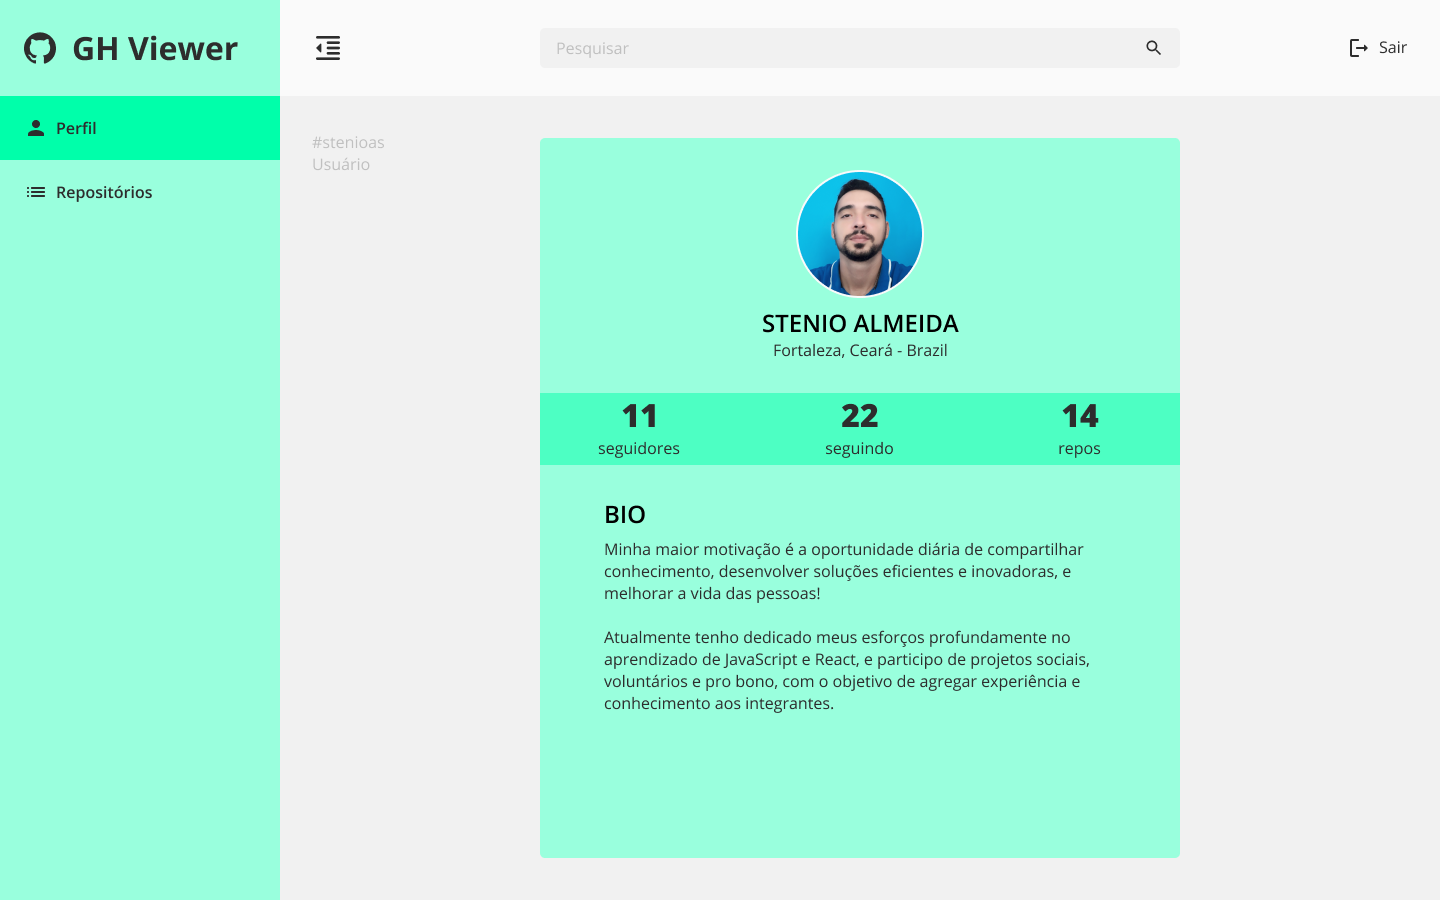 GH Viewer
Pesquisar
Sair
Perfil
Repositórios
#stenioas
Usuário
STENIO ALMEIDA
Fortaleza, Ceará - Brazil
11
seguidores
22
seguindo
14
repos
BIO
Minha maior motivação é a oportunidade diária de compartilhar
conhecimento, desenvolver soluções eficientes e inovadoras, e
melhorar a vida das pessoas!
Atualmente tenho dedicado meus esforços profundamente no
aprendizado de JavaScript e React, e participo de projetos sociais,
voluntários e pro bono, com o objetivo de agregar experiência e
conhecimento aos integrantes.